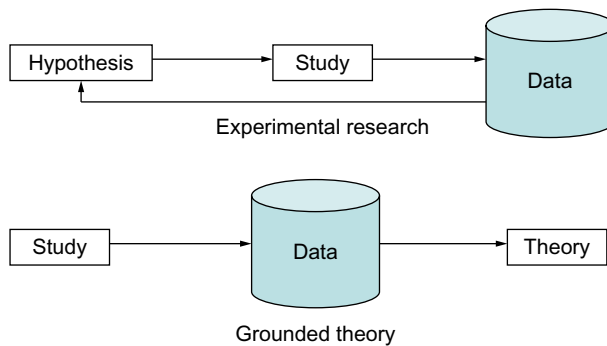 Hypothesis
Study
Data
Experimental research
Study
Data
Theory
Grounded theory